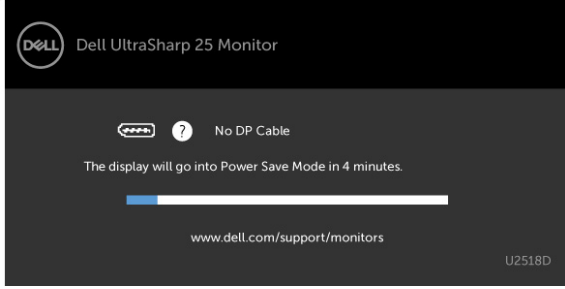 DELL
Dell UltraSharp 25 Monitor
? No DP Cable
The display will go into Power Save Mode in 4 minutes.
www.dell.com/support/monitors
U2518D